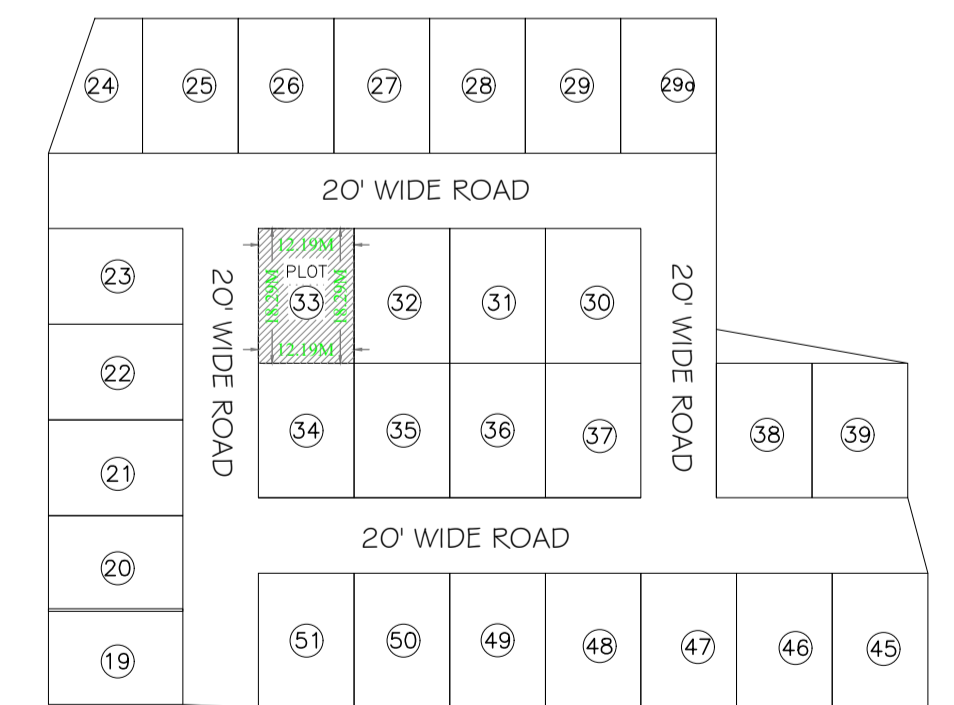 24 25 26 27 28 29 29a
20' WIDE ROAD
23
22
21
20
19
20' WIDE ROAD
12.19M
PLOT
18.29M 33 18.29M
12.19M
32 31 30
34 35 36 37
20' WIDE ROAD
38 39
20' WIDE ROAD
51 50 49 48 47 46 45